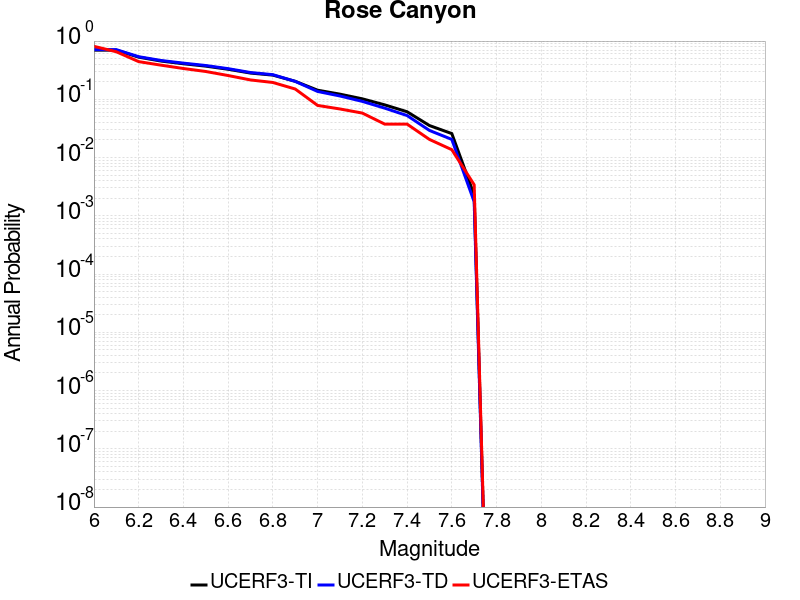 Rose Canyon
10^0
10^-1
10^-2
10^-3
10^-4
10^-5
10^-6
10^-7
10^-8
Annual Probability
6 6.2 6.4 6.6 6.8 7 7.2 7.4 7.6 7.8 8 8.2 8.4 8.6 8.8 9
Magnitude
UCERF3-TI UCERF3-TD UCERF3-ETAS